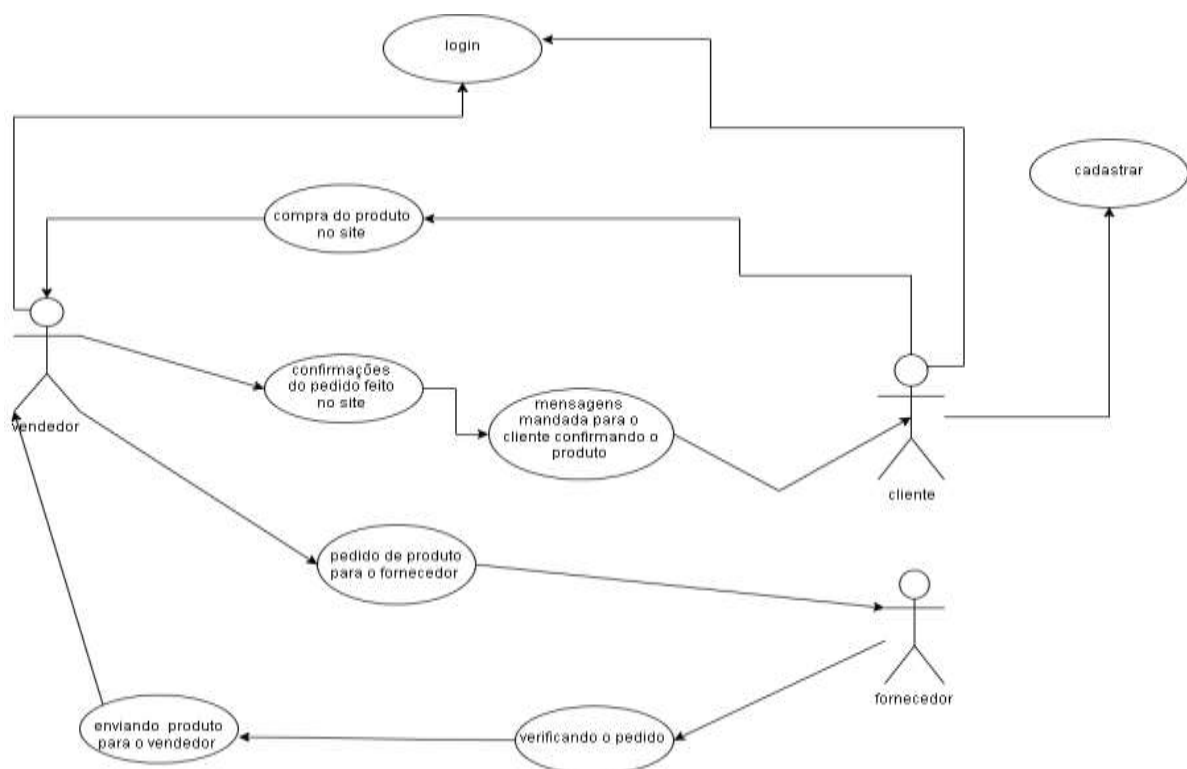 login
cadastrar
compra do produto
no site
confirmações
do pedido feito
no site
mensagens
mandada para o
cliente confirmando o
produto
vendedor
cliente
pedido de produto
para o fornecedor
fornecedor
enviando produto
para o vendedor
verificando o pedido